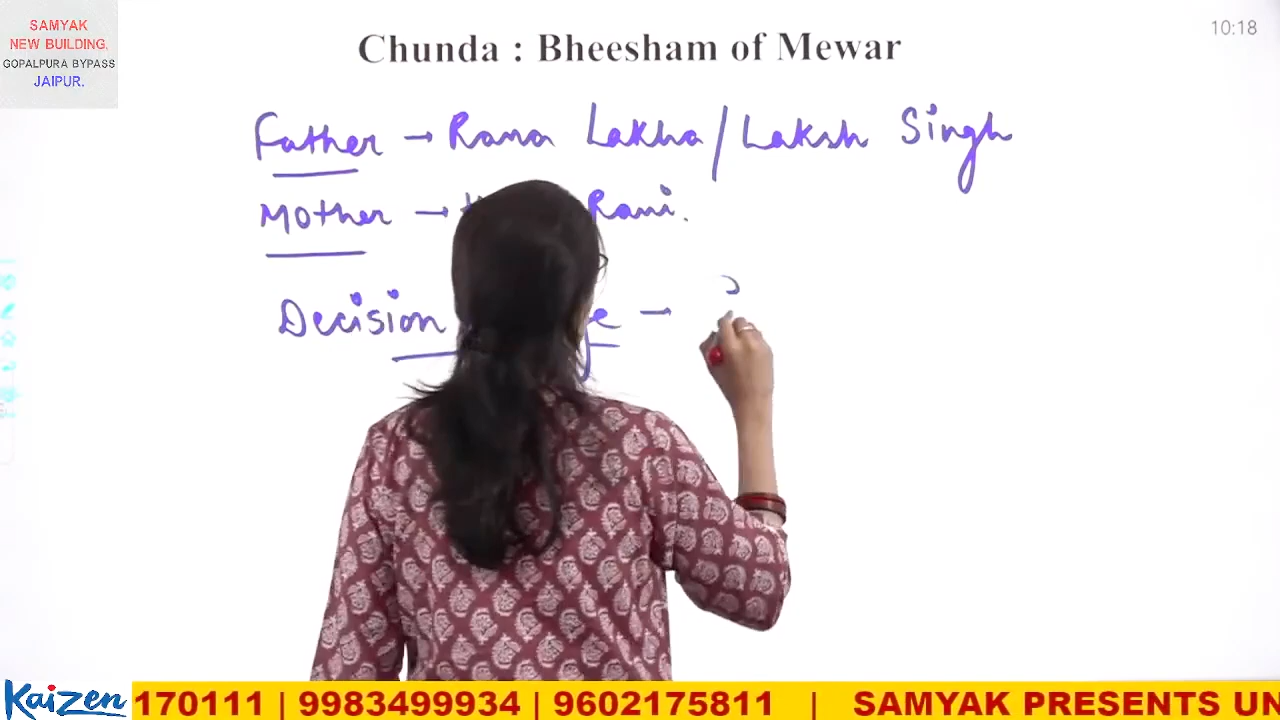 SAMYAK
NEW BUILDING,
GOPALPURA BYPASS
JAIPUR.
10:18
Chunda : Bheesham of Mewar
Father → Rana Lakha/Laksh Singh
Mother → Rani.
Decision –
Kaizen
170111 | 9983499934 | 9602175811 | SAMYAK PRESENTS UN